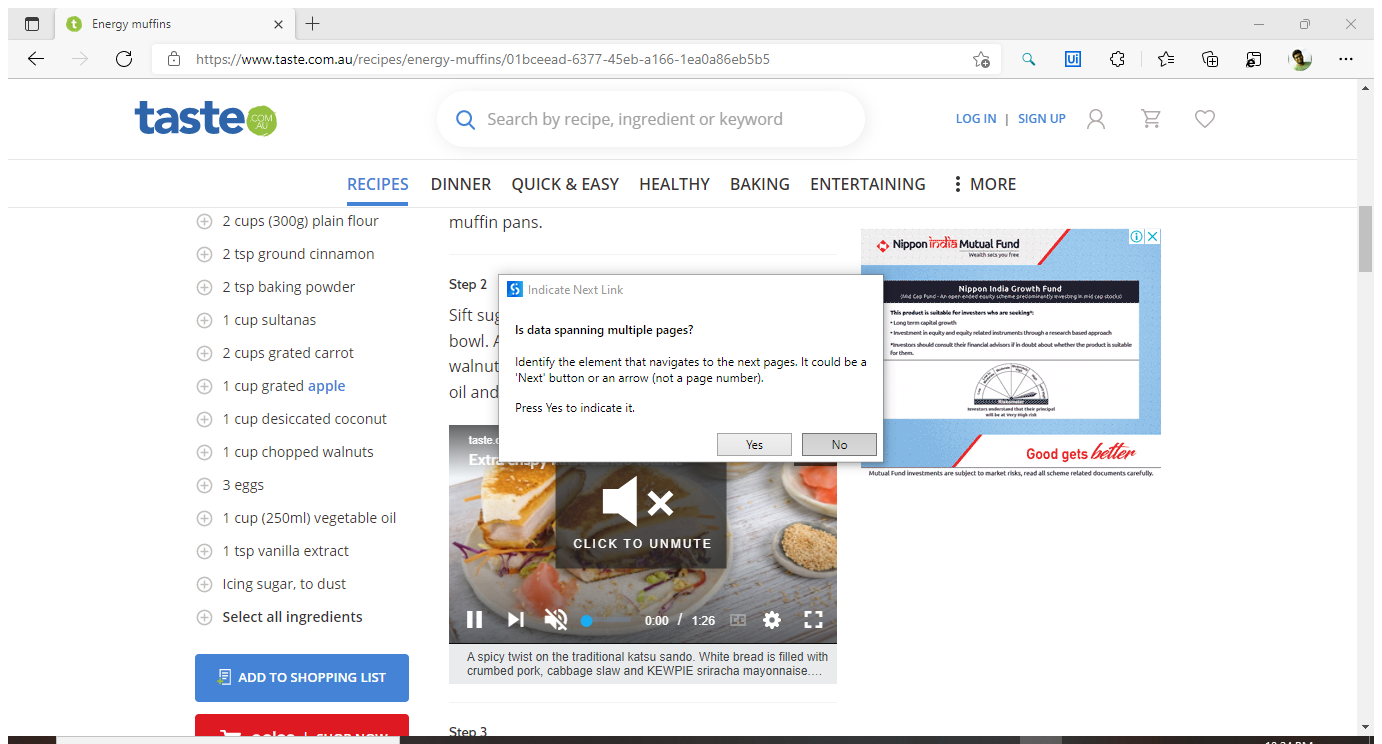 Energy muffins
https://www.taste.com.au/recipes/energy-muffins/01bceead-6377-45eb-a166-1ea0a86eb5b5
Ui
taste.COM.AU
Search by recipe, ingredient or keyword
LOG IN | SIGN UP
RECIPES DINNER QUICK & EASY HEALTHY BAKING ENTERTAINING MORE
2 cups (300g) plain flour
2 tsp ground cinnamon
2 tsp baking powder
1 cup sultanas
2 cups grated carrot
1 cup grated apple
1 cup desiccated coconut
1 cup chopped walnuts
3 eggs
1 cup (250ml) vegetable oil
1 tsp vanilla extract
Icing sugar, to dust
Select all ingredients
ADD TO SHOPPING LIST
coles | SHOP NOW
muffin pans.
Step 2
Sift sug
bowl. A
walnut
oil and
Indicate Next Link
Is data spanning multiple pages?
Identify the element that navigates to the next pages. It could be a
'Next' button or an arrow (not a page number).
Press Yes to indicate it.
Yes No
taste.c
Extra crispy
CLICK TO UNMUTE
0:00 / 1:26 CC
A spicy twist on the traditional katsu sando. White bread is filled with
crumbed pork, cabbage slaw and KEWPIE sriracha mayonnaise....
Step 3
Nippon india Mutual Fund
Wealth sets you free
Nippon India Growth Fund
(Mid Cap Fund - An open ended equity scheme predominantly investing in mid cap stocks)
This product is suitable for investors who are seeking*:
• Long term capital growth
• Investment in equity and equity related instruments through a research based approach
*Investors should consult their financial advisors if in doubt about whether the product is suitable
for them.
Riskometer
Investors understand that their principal
will be at Very High risk
Good gets better
Mutual Fund investments are subject to market risks, read all scheme related documents carefully.